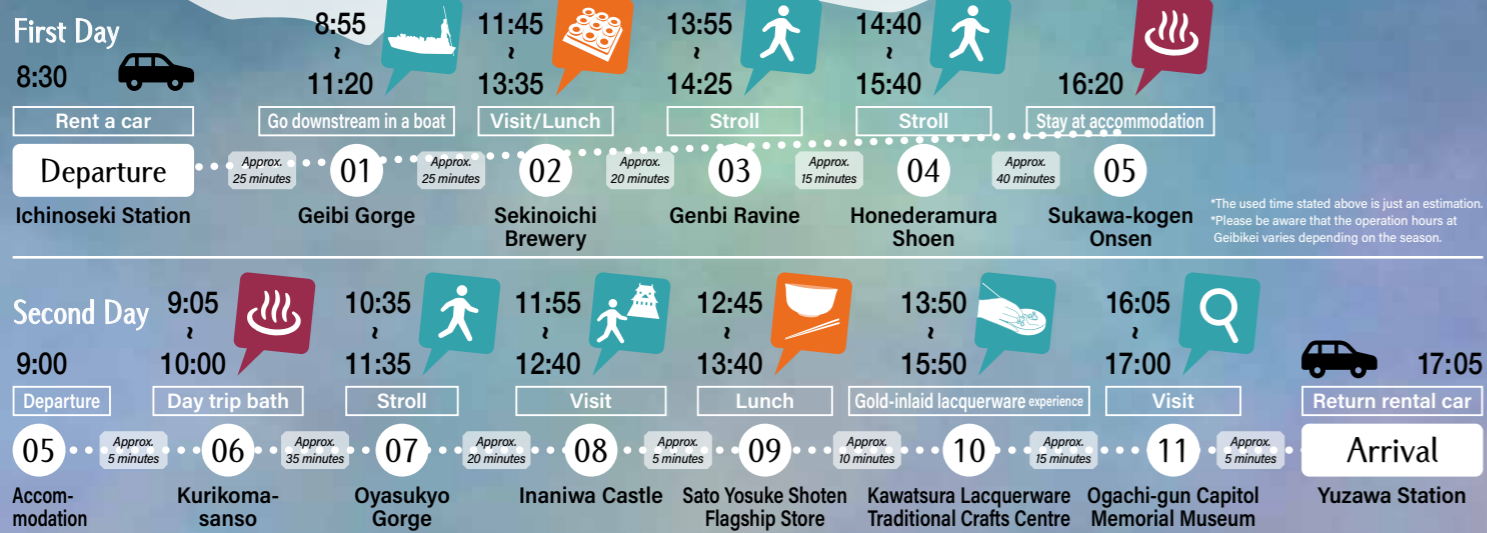 First Day
8:30
Rent a car
Departure
Ichinoseki Station
Approx.
25 minutes
8:55
~
11:20
Go downstream in a boat
01
Geibi Gorge
Approx.
25 minutes
11:45
~
13:35
Visit/Lunch
02
Sekinoichi
Brewery
Approx.
20 minutes
13:55
~
14:25
Stroll
03
Genbi Ravine
Approx.
15 minutes
14:40
~
15:40
Stroll
04
Honederamura
Shoen
Approx.
40 minutes
16:20
Stay at accommodation
05
Sukawa-kogen
Onsen
*The used time stated above is just an estimation.
*Please be aware that the operation hours at
Geibikei varies depending on the season.
Second Day
9:00
Departure
05
Accom-
modation
Approx.
5 minutes
9:05
~
10:00
Day trip bath
06
Kurikoma-
sanso
Approx.
35 minutes
10:35
~
11:35
Stroll
07
Oyasukyo
Gorge
Approx.
20 minutes
11:55
~
12:40
Visit
08
Inaniwa Castle
Approx.
5 minutes
12:45
~
13:40
Lunch
09
Sato Yosuke Shoten
Flagship Store
Approx.
10 minutes
13:50
~
15:50
Gold-inlaid lacquerware experience
10
Kawatsura Lacquerware
Traditional Crafts Centre
Approx.
15 minutes
16:05
~
17:00
Visit
11
Ogachi-gun Capitol
Memorial Museum
Approx.
5 minutes
17:05
Return rental car
Arrival
Yuzawa Station